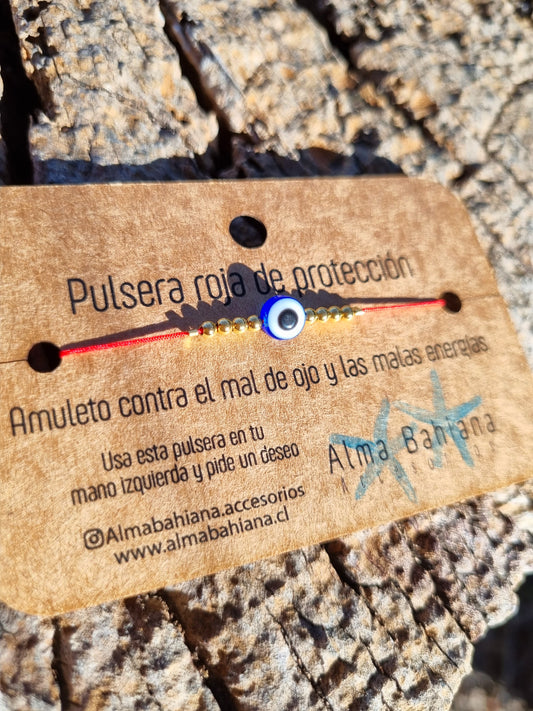 Pulsera roja de protección
Amuleto contra el mal de ojo y las malas energías
Usa esta pulsera en tu
mano izquierda y pide un deseo
Alma Bahiana
Almabahiana.accesorios
www.almabahiana.cl